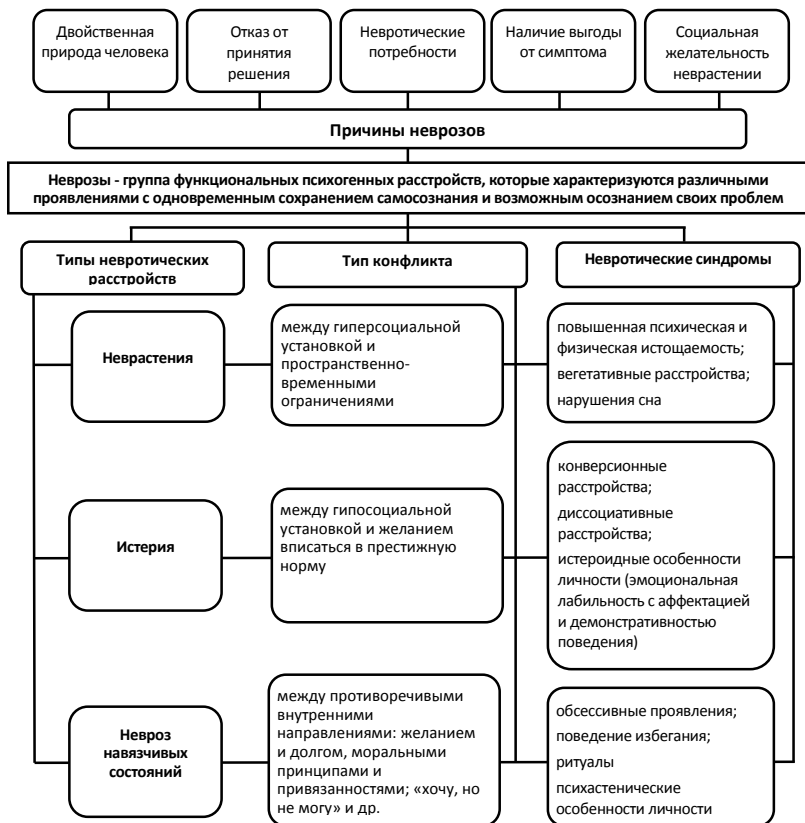 Двойственная
природа человека
Отказ от
принятия
решения
Невротические
потребности
Наличие выгоды
от симптома
Социальная
желательность
неврастении
Причины неврозов
Неврозы - группа функциональных психогенных расстройств, которые характеризуются различными
проявлениями с одновременным сохранением самосознания и возможным осознанием своих проблем
Типы невротических
расстройств
Тип конфликта
Невротические синдромы
Неврастения
между гиперсоциальной
установкой и
пространственно-
временными
ограничениями
повышенная психическая и
физическая истощаемость;
вегетативные расстройства;
нарушения сна
Истерия
между гипосоциальной
установкой и желанием
вписаться в престижную
норму
конверсионные
расстройства;
диссоциативные
расстройства;
истероидные особенности
личности (эмоциональная
лабильность с аффектацией
и демонстративностью
поведения)
Невроз
навязчивых
состояний
между противоречивыми
внутренними
направлениями: желанием
и долгом, моральными
принципами и
привязанностями; «хочу, но
не могу» и др.
обсессивные проявления;
поведение избегания;
ритуалы
психастенические
особенности личности